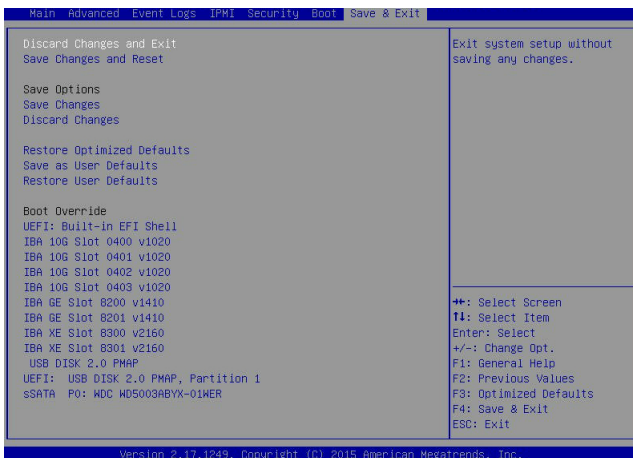 Main Advanced Event Logs IPMI Security Boot Save & Exit
Discard Changes and Exit
Save Changes and Reset
Save Options
Save Changes
Discard Changes
Restore Optimized Defaults
Save as User Defaults
Restore User Defaults
Boot Override
UEFI: Built-in EFI Shell
IBA 10G Slot 0400 v1020
IBA 10G Slot 0401 v1020
IBA 10G Slot 0402 v1020
IBA 10G Slot 0403 v1020
IBA GE Slot 8200 v1410
IBA GE Slot 8201 v1410
IBA XE Slot 8300 v2160
IBA XE Slot 8301 v2160
USB DISK 2.0 PMAP
UEFI: USB DISK 2.0 PMAP, Partition 1
sSATA P0: WDC WD5003ABYX-01WER
Exit system setup without
saving any changes.
→←: Select Screen
↑↓: Select Item
Enter: Select
+/-: Change Opt.
F1: General Help
F2: Previous Values
F3: Optimized Defaults
F4: Save & Exit
ESC: Exit
Version 2.17.1249. Copyright (C) 2015 American Megatrends, Inc.